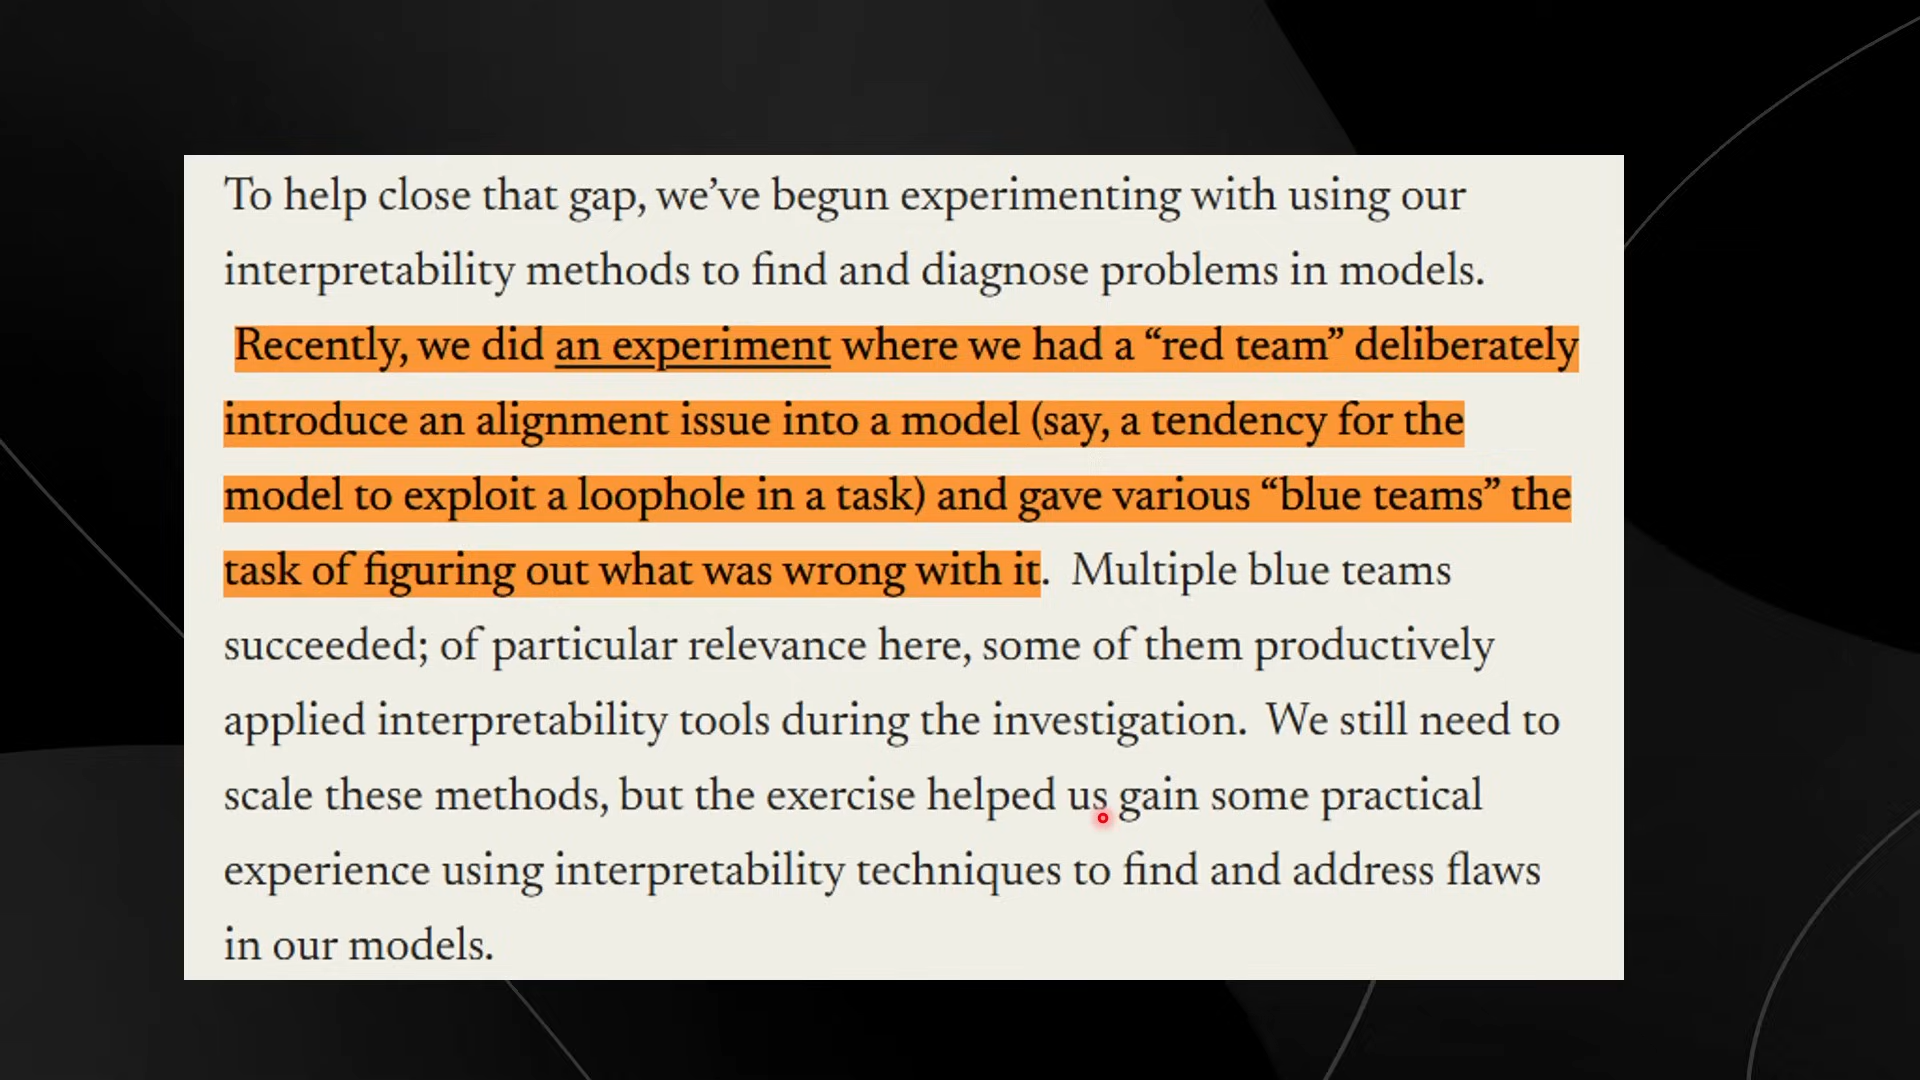 To help close that gap, we’ve begun experimenting with using our
interpretability methods to find and diagnose problems in models.
Recently, we did an experiment where we had a “red team” deliberately
introduce an alignment issue into a model (say, a tendency for the
model to exploit a loophole in a task) and gave various “blue teams” the
task of figuring out what was wrong with it. Multiple blue teams
succeeded; of particular relevance here, some of them productively
applied interpretability tools during the investigation. We still need to
scale these methods, but the exercise helped us gain some practical
experience using interpretability techniques to find and address flaws
in our models.